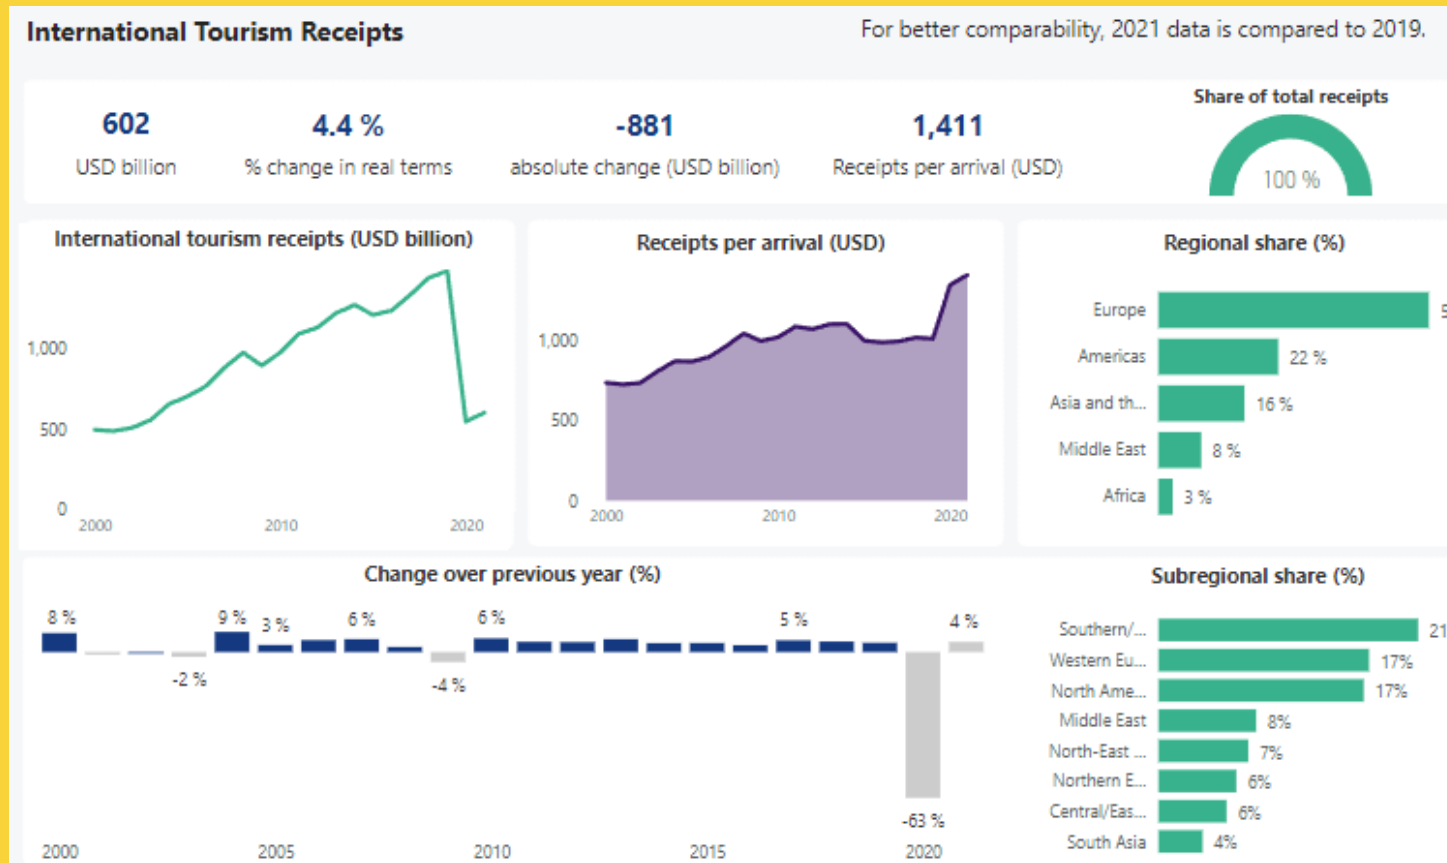 International Tourism Receipts
For better comparability, 2021 data is compared to 2019.
602
USD billion
4.4 %
% change in real terms
-881
absolute change (USD billion)
1,411
Receipts per arrival (USD)
Share of total receipts
100 %
International tourism receipts (USD billion)
1,000
500
0
2000 2010 2020
Receipts per arrival (USD)
1,000
500
0
2000 2010 2020
Regional share (%)
Europe 5
Americas 22 %
Asia and th... 16 %
Middle East 8 %
Africa 3 %
Change over previous year (%)
8 % 9 % 3 % 6 % 6 % 5 % 4 %
-2 % -4 %
-63 %
2000 2005 2010 2015 2020
Subregional share (%)
Southern/... 21
Western Eu... 17%
North Ame... 17%
Middle East 8%
North-East ... 7%
Northern E... 6%
Central/Eas... 6%
South Asia 4%